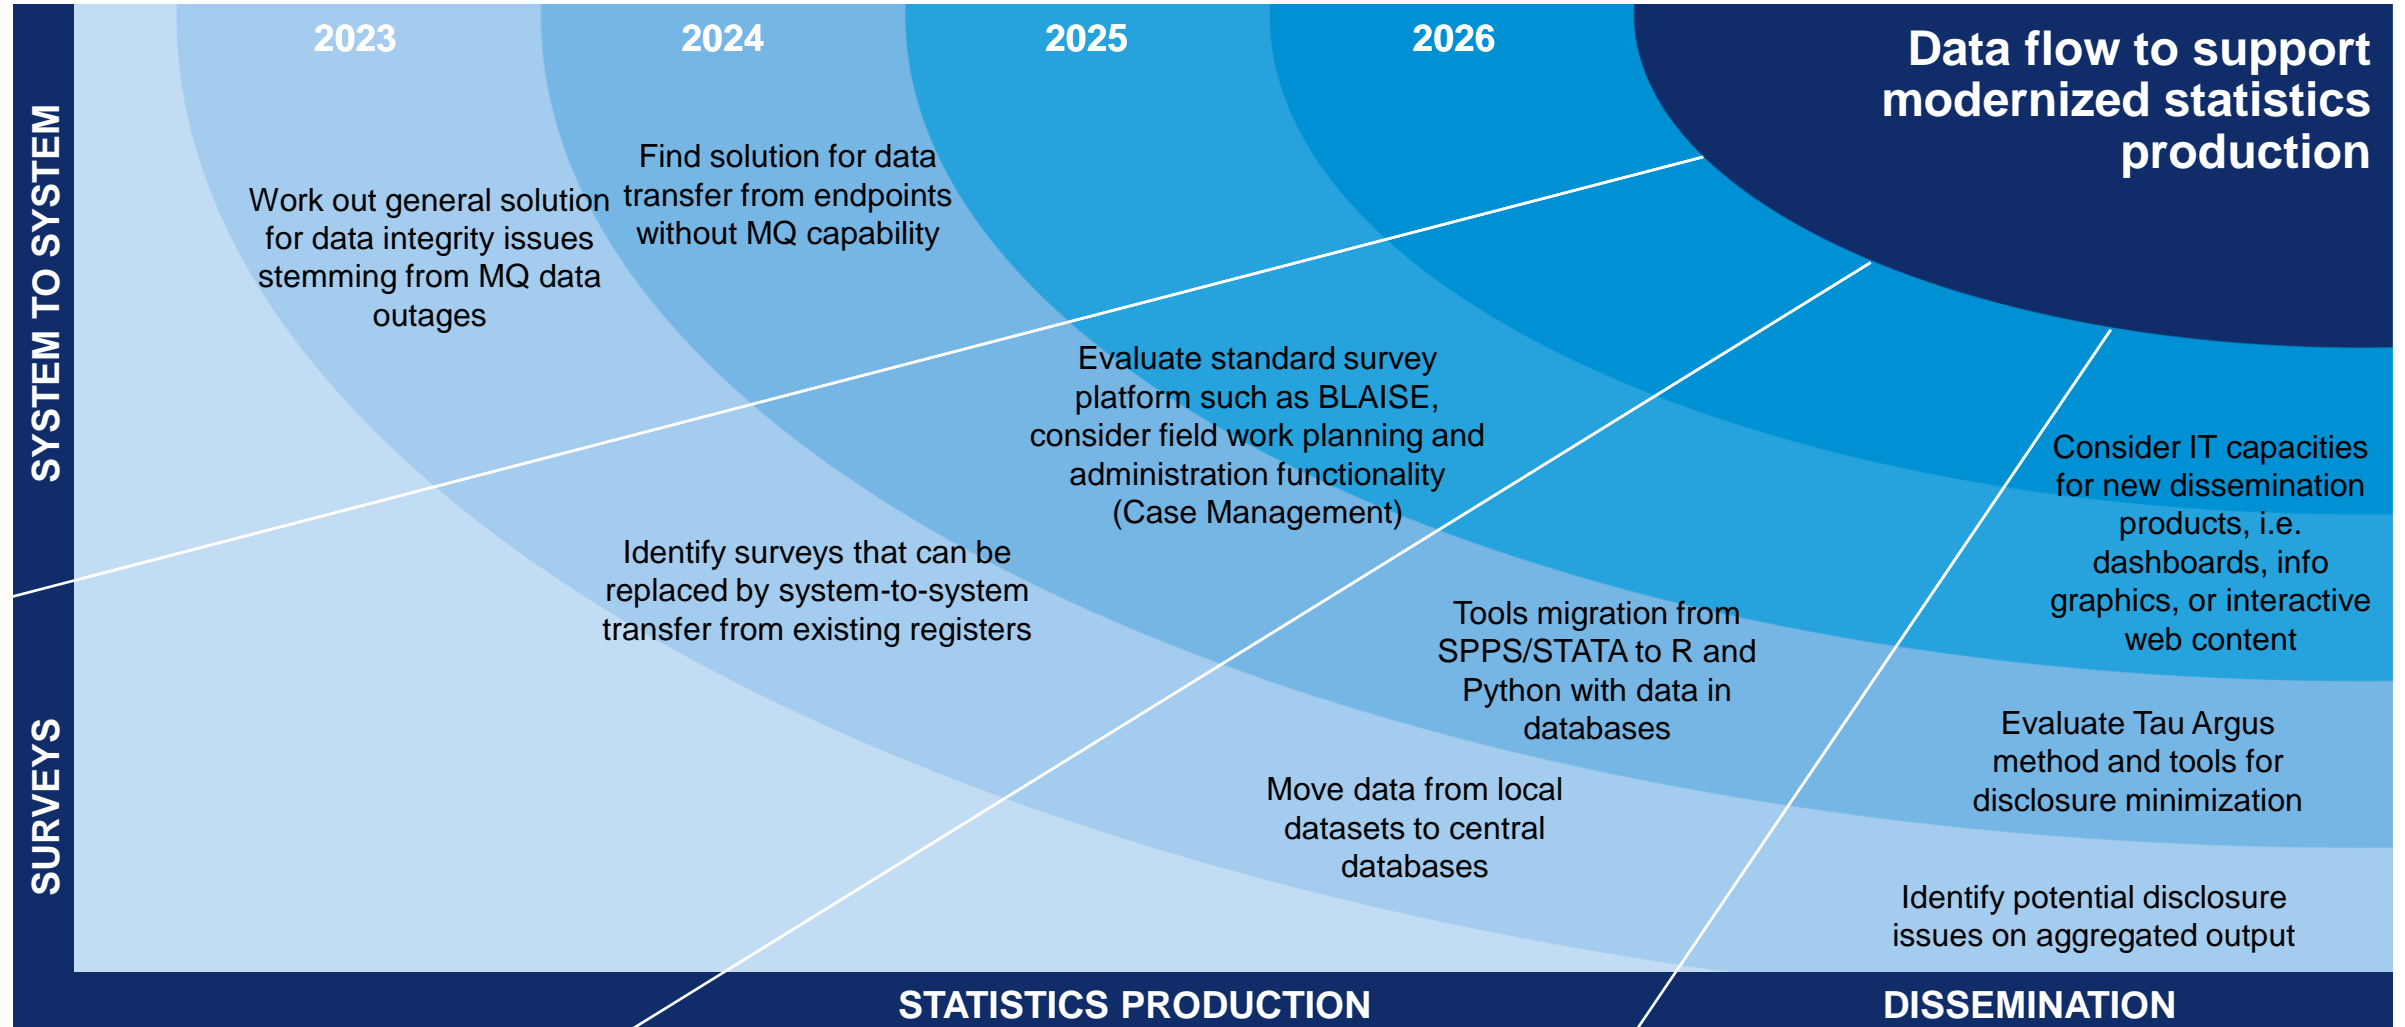 2023
2024
2025
2026
Data flow to support
modernized statistics
production
SYSTEM TO SYSTEM
Work out general solution
for data integrity issues
stemming from MQ data
outages
Find solution for data
transfer from endpoints
without MQ capability
SURVEYS
Identify surveys that can be
replaced by system-to-system
transfer from existing registers
Evaluate standard survey
platform such as BLAISE,
consider field work planning and
administration functionality
(Case Management)
Move data from local
datasets to central
databases
Tools migration from
SPPS/STATA to R and
Python with data in
databases
Consider IT capacities
for new dissemination
products, i.e.
dashboards, info
graphics, or interactive
web content
Evaluate Tau Argus
method and tools for
disclosure minimization
Identify potential disclosure
issues on aggregated output
STATISTICS PRODUCTION
DISSEMINATION